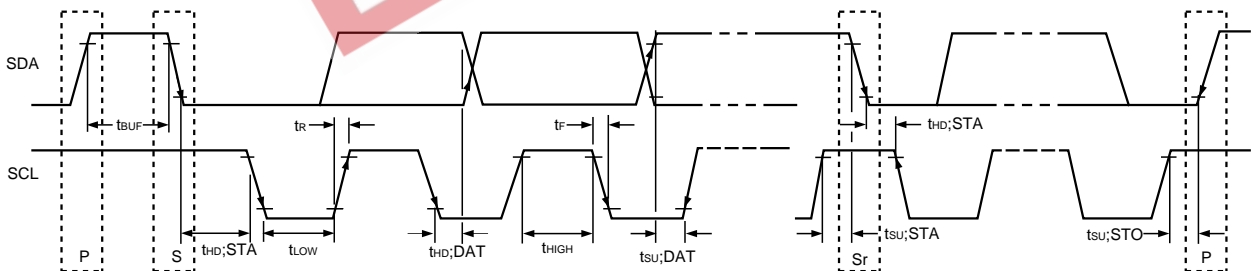 SDA
tBUF
tR
tF
tHD;STA
SCL
tHD;STA
tLOW
tHD;DAT
tHIGH
tSU;DAT
tSU;STA
tSU;STO
P
S
Sr
P